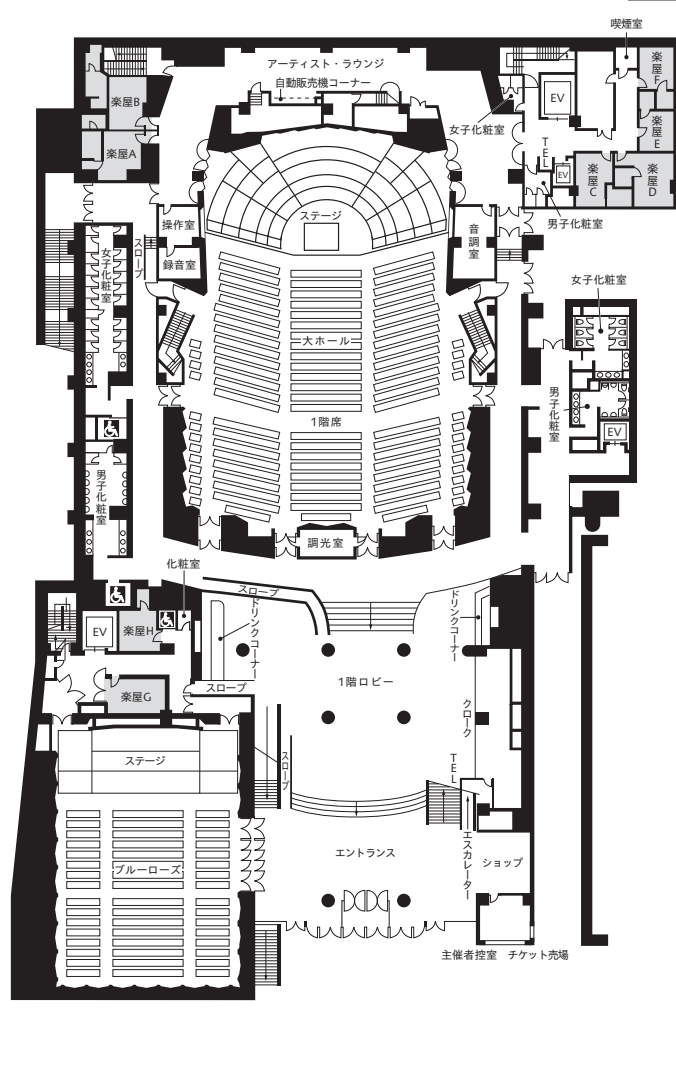 喫煙室
アーティスト・ラウンジ
自動販売機コーナー
楽屋B
楽屋A
女子化粧室
EV
TEL
EV
楽屋F
楽屋E
楽屋C
楽屋D
男子化粧室
ステージ
操作室
録音室
音調室
スロープ
女子化粧室
大ホール
1階席
調光室
男子化粧室
女子化粧室
男子化粧室
EV
化粧室
EV
楽屋H
楽屋G
スロープ
ドリンクコーナー
ドリンクコーナー
スロープ
1階ロビー
クローク
TEL
スロープ
ステージ
ブルーローズ
エントランス
エスカレーター
ショップ
主催者控室
チケット売場